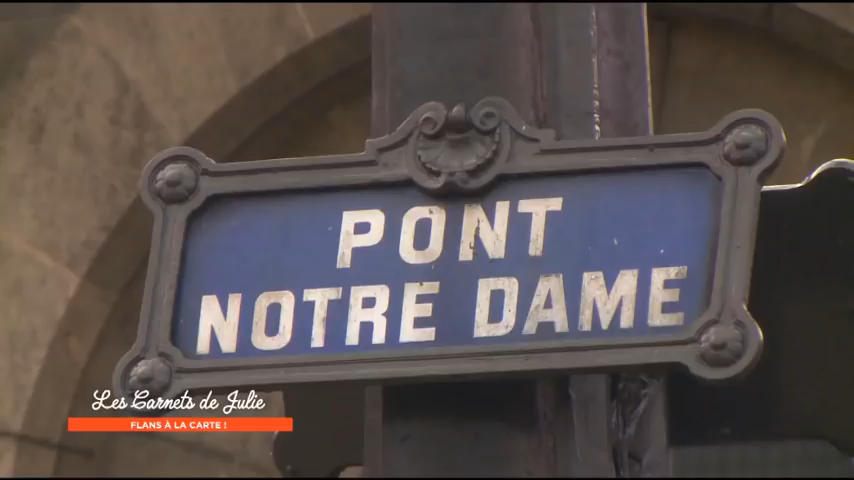 PONT
NOTRE DAME
Les Carnets de Julie
FLANS À LA CARTE !